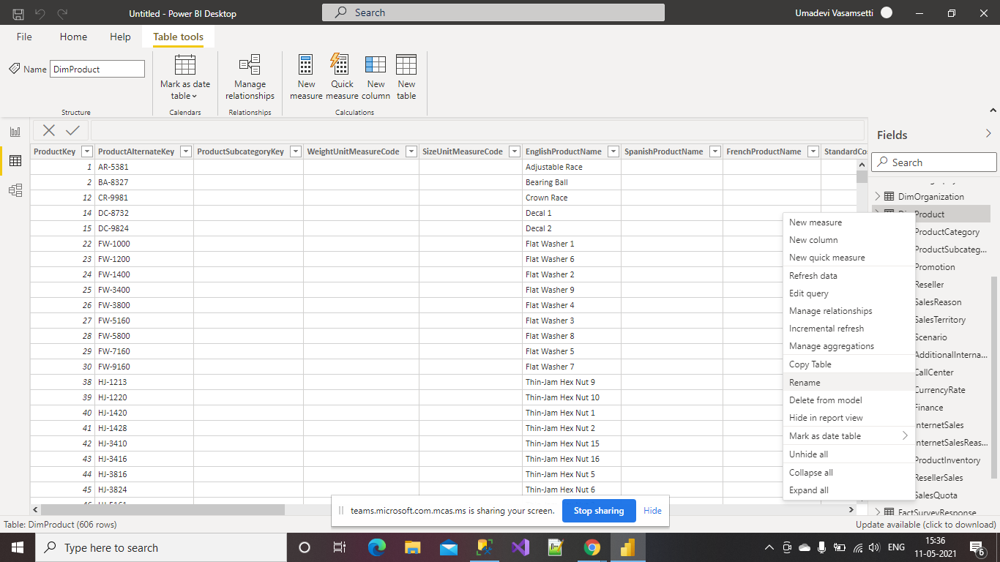 Untitled - Power BI Desktop
Search
Umadevi Vasamsetti
File Home Help Table tools
Name DimProduct
Mark as date table
Manage relationships
New measure
Quick measure
New column
New table
Structure
Calendars
Relationships
Calculations
ProductKey ProductAlternateKey ProductSubcategoryKey WeightUnitMeasureCode SizeUnitMeasureCode EnglishProductName SpanishProductName FrenchProductName StandardCo
1 AR-5381 Adjustable Race
2 BA-8327 Bearing Ball
12 CR-9981 Crown Race
14 DC-8732 Decal 1
15 DC-9824 Decal 2
22 FW-1000 Flat Washer 1
23 FW-1200 Flat Washer 6
24 FW-1400 Flat Washer 2
25 FW-3400 Flat Washer 9
26 FW-3800 Flat Washer 4
27 FW-5160 Flat Washer 3
28 FW-5800 Flat Washer 8
29 FW-7160 Flat Washer 5
30 FW-9160 Flat Washer 7
38 HJ-1213 Thin-Jam Hex Nut 9
39 HJ-1220 Thin-Jam Hex Nut 10
40 HJ-1420 Thin-Jam Hex Nut 1
41 HJ-1428 Thin-Jam Hex Nut 2
42 HJ-3410 Thin-Jam Hex Nut 15
43 HJ-3416 Thin-Jam Hex Nut 16
44 HJ-3816 Thin-Jam Hex Nut 5
45 HJ-3824 Thin-Jam Hex Nut 6
46 HJ-5161
Fields
Search
DimOrganization
DimProduct
ProductCategory
ProductSubcateg...
Promotion
Reseller
SalesReason
SalesTerritory
Scenario
AdditionalInterna...
CallCenter
CurrencyRate
Finance
InternetSales
InternetSalesReas...
ProductInventory
ResellerSales
SalesQuota
FactSurveyResponse
New measure
New column
New quick measure
Refresh data
Edit query
Manage relationships
Incremental refresh
Manage aggregations
Copy Table
Rename
Delete from model
Hide in report view
Mark as date table
Unhide all
Collapse all
Expand all
teams.microsoft.com.mcas.ms is sharing your screen. Stop sharing Hide
Table: DimProduct (606 rows)
Update available (click to download)
Type here to search
ENG
15:36
11-05-2021
6